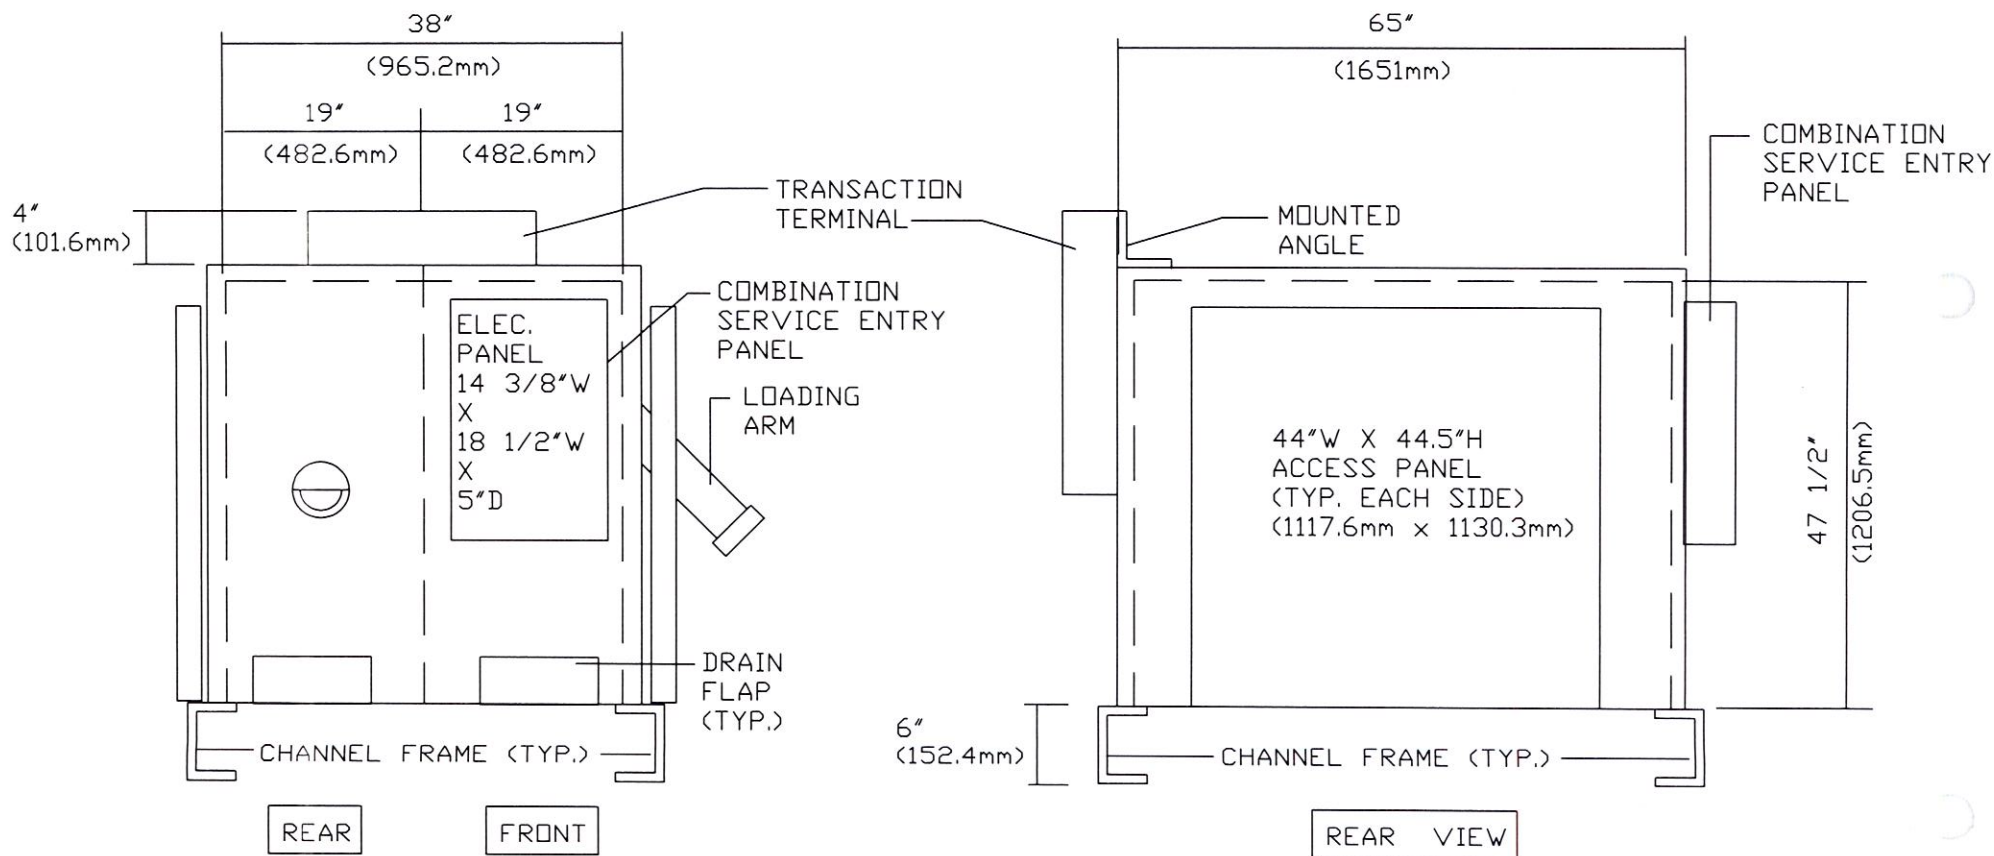 38"
(965.2mm)
19"
19"
(482.6mm)
(482.6mm)
4"
(101.6mm)
TRANSACTION
TERMINAL
COMBINATION
SERVICE ENTRY
PANEL
ELEC.
PANEL
14 3/8"W
X
18 1/2"W
X
5"D
LOADING
ARM
DRAIN
FLAP
(TYP.)
CHANNEL FRAME (TYP.)
REAR
FRONT
65"
(1651mm)
COMBINATION
SERVICE ENTRY
PANEL
MOUNTED
ANGLE
44"W X 44.5"H
ACCESS PANEL
(TYP. EACH SIDE)
(1117.6mm x 1130.3mm)
47 1/2"
(1206.5mm)
6"
(152.4mm)
CHANNEL FRAME (TYP.)
REAR VIEW